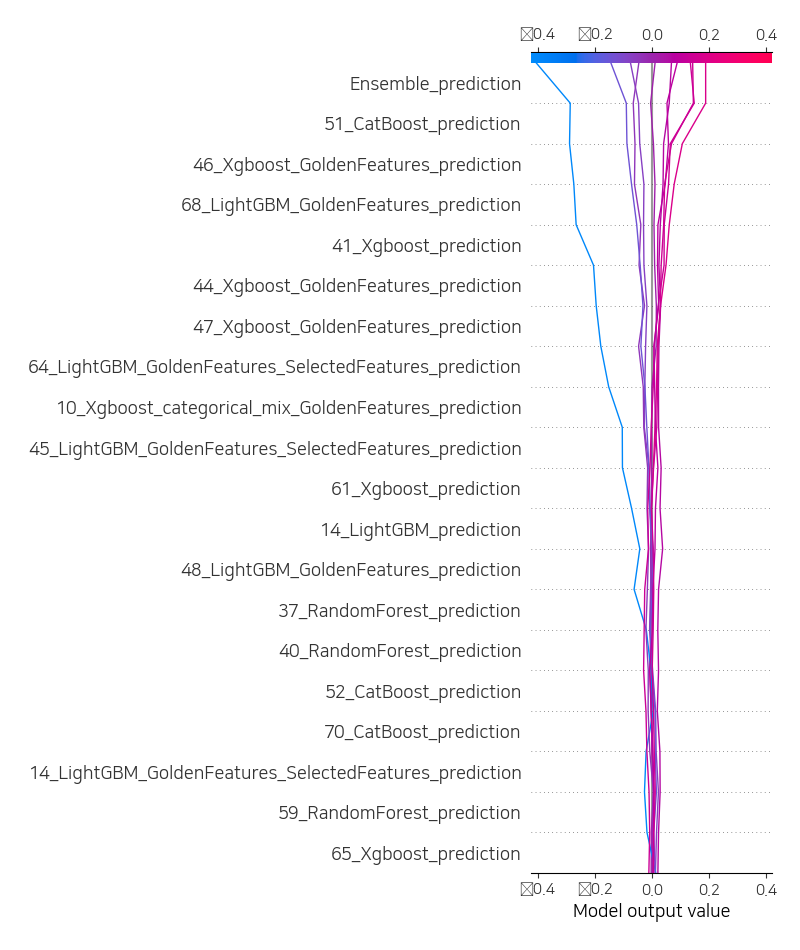 0.4 0.2 0.0 0.2 0.4
Ensemble_prediction
51_CatBoost_prediction
46_Xgboost_GoldenFeatures_prediction
68_LightGBM_GoldenFeatures_prediction
41_Xgboost_prediction
44_Xgboost_GoldenFeatures_prediction
47_Xgboost_GoldenFeatures_prediction
64_LightGBM_GoldenFeatures_SelectedFeatures_prediction
10_Xgboost_categorical_mix_GoldenFeatures_prediction
45_LightGBM_GoldenFeatures_SelectedFeatures_prediction
61_Xgboost_prediction
14_LightGBM_prediction
48_LightGBM_GoldenFeatures_prediction
37_RandomForest_prediction
40_RandomForest_prediction
52_CatBoost_prediction
70_CatBoost_prediction
14_LightGBM_GoldenFeatures_SelectedFeatures_prediction
59_RandomForest_prediction
65_Xgboost_prediction
0.4 0.2 0.0 0.2 0.4
Model output value